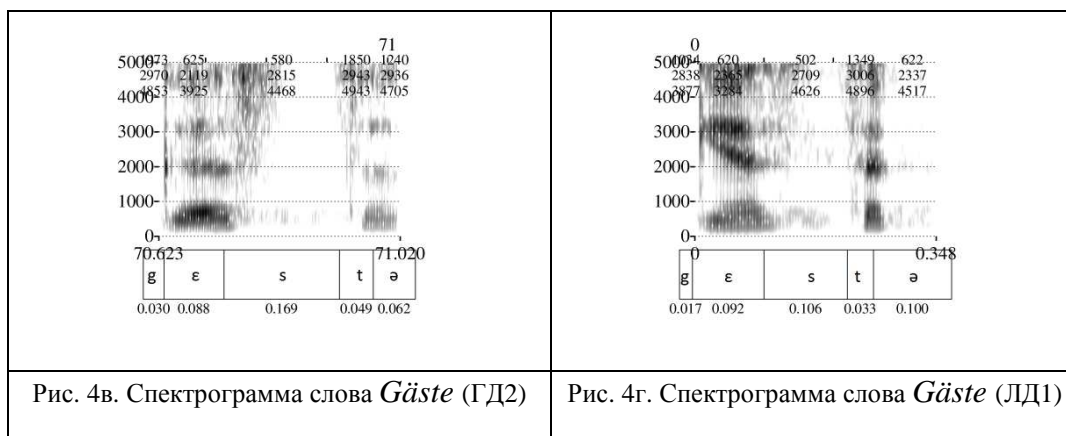 71
5000 625 580 1850 1240
2970 2119 2815 2943 2936
4853 3925 4468 4943 4705
4000
3000
2000
1000
0
70.623 71.020
g ɛ s t ə
0.030 0.088 0.169 0.049 0.062
Рис. 4в. Спектрограмма слова Gäste (ГД2)
0
5000 620 502 1349 622
2838 2365 2709 3006 2337
3877 3284 4626 4896 4517
4000
3000
2000
1000
0
0 0.348
g ɛ s t ə
0.017 0.092 0.106 0.033 0.100
Рис. 4г. Спектрограмма слова Gäste (ЛД1)